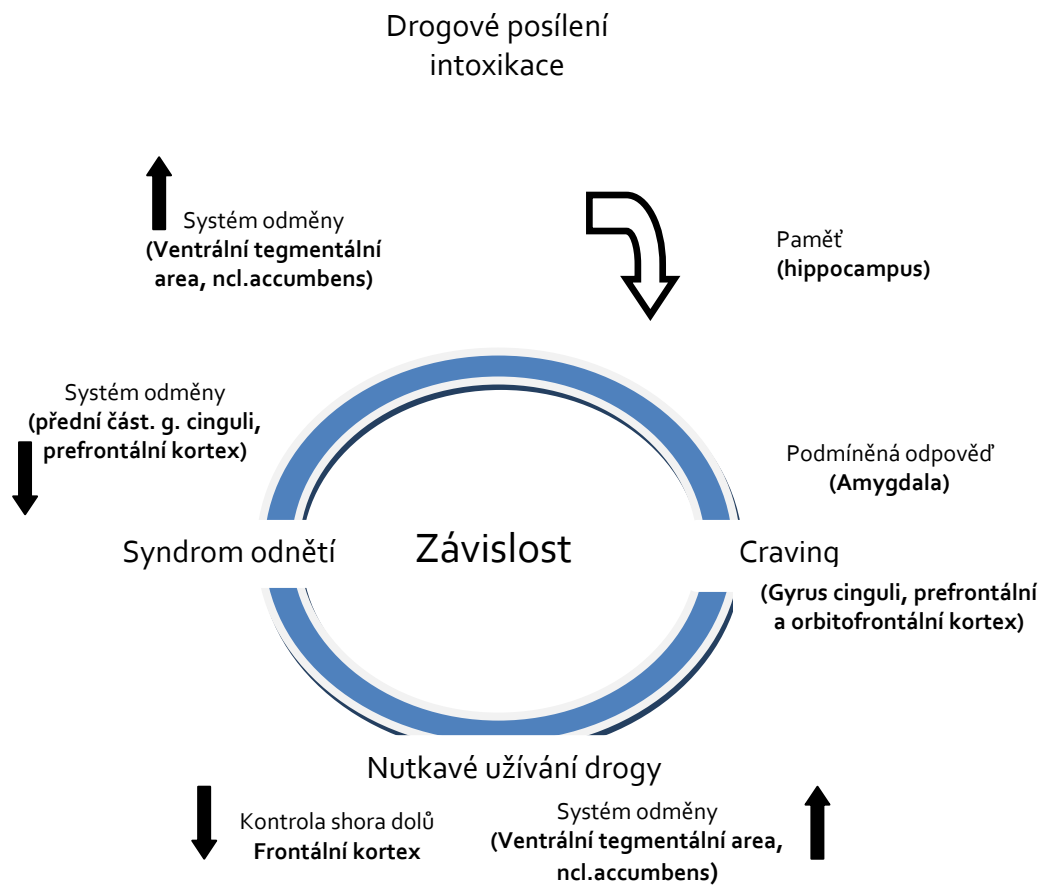 Drogové posílení
intoxikace
Systém odměny
(Ventrální tegmentální
area, ncl.accumbens)
Paměť
(hippocampus)
Systém odměny
(přední část. g. cinguli,
prefrontální kortex)
Podmíněná odpověď
(Amygdala)
Syndrom odnětí
Závislost
Craving
(Gyrus cinguli, prefrontální
a orbitofrontální kortex)
Nutkavé užívání drogy
Kontrola shora dolů
Frontální kortex
Systém odměny
(Ventrální tegmentální area,
ncl.accumbens)